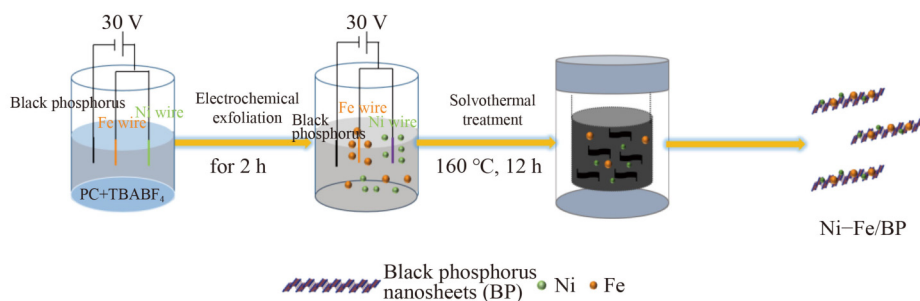 30 V
Black phosphorus
Fe wire
Ni wire
PC+TBABF₄
Electrochemical
exfoliation
for 2 h
30 V
Fe wire
Ni wire
Black
phosphorus
Solvothermal
treatment
160 °C, 12 h
Ni−Fe/BP
Black phosphorus
nanosheets (BP)
Ni
Fe